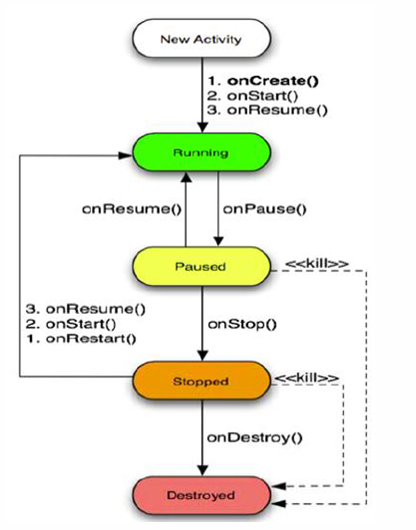 New Activity
1. onCreate()
2. onStart()
3. onResume()
Running
onResume()
onPause()
Paused
<<kill>>
3. onResume()
2. onStart()
1. onRestart()
onStop()
Stopped
<<kill>>
onDestroy()
Destroyed